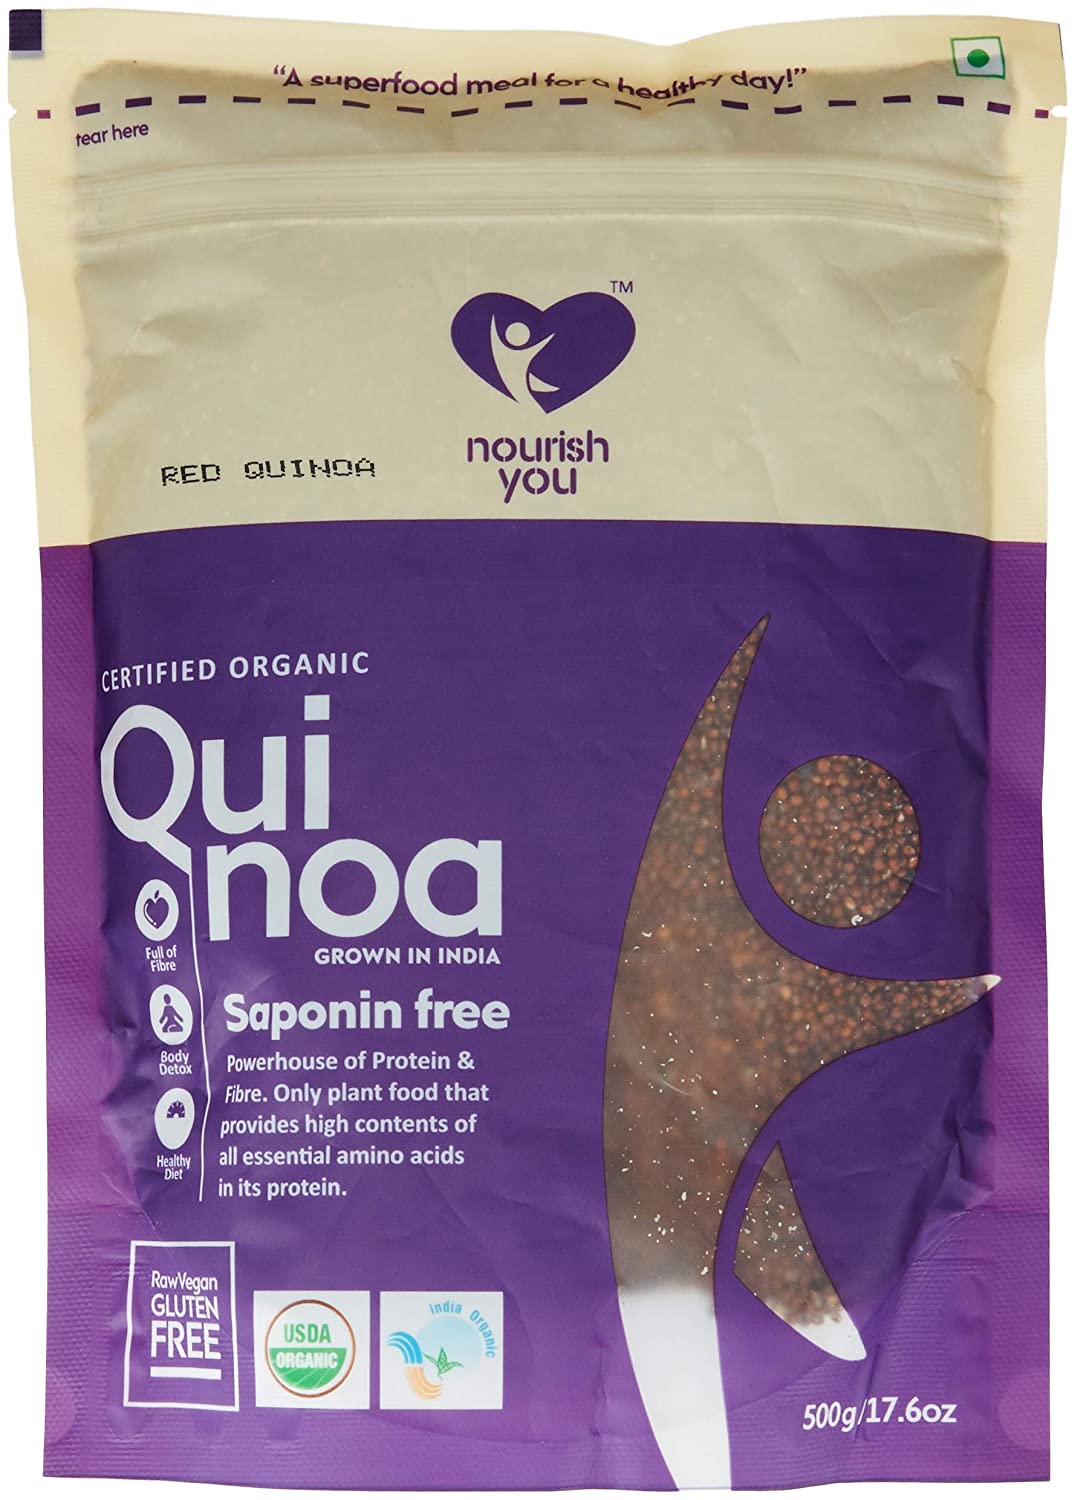 "A superfood meal for a healthy day!"
tear here
TM
nourish
you
RED QUINOA
CERTIFIED ORGANIC
Qui
noa
GROWN IN INDIA
Saponin free
Powerhouse of Protein &
Fibre. Only plant food that
provides high contents of
all essential amino acids
in its protein.
Full of
Fibre
Body
Detox
Healthy
Diet
RawVegan
GLUTEN
FREE
USDA
ORGANIC
India Organic
500g/17.6oz